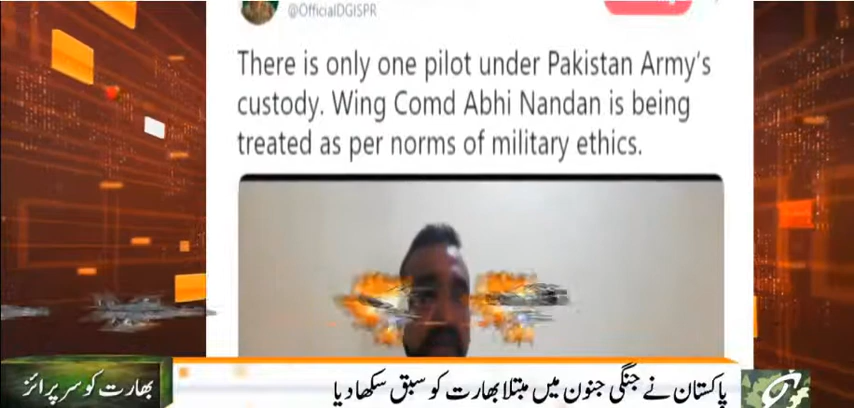 @OfficialDGISPR
There is only one pilot under Pakistan Army's
custody. Wing Comd Abhi Nandan is being
treated as per norms of military ethics.
پاکستان نے جنگی جنون میں مبتلا بھارت کو سبق سکھا دیا
بھارت کو سرپرائز